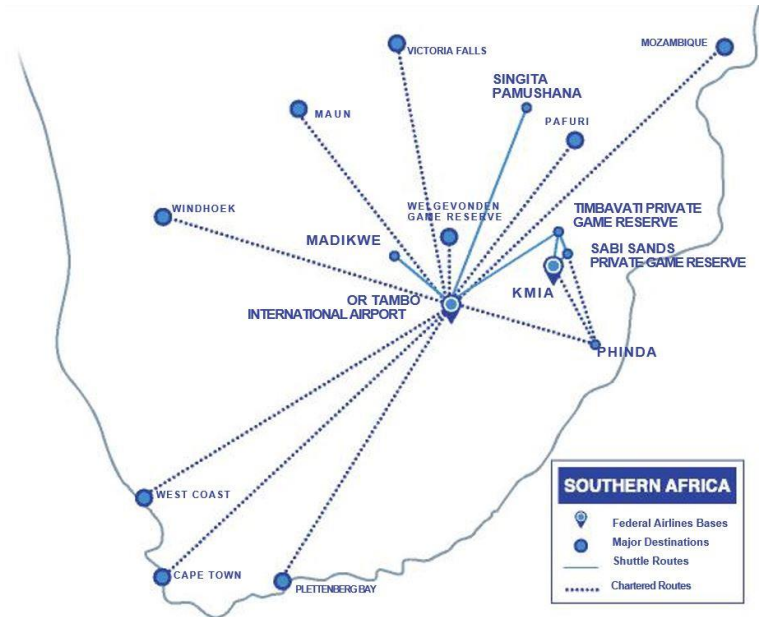 VICTORIA FALLS
MOZAMBIQUE
SINGITA
PAMUSHANA
MAUN
PAFURI
WINDHOEK
WELGEVONDEN
GAME RESERVE
TIMBAVATI PRIVATE
GAME RESERVE
MADIKWE
SABI SANDS
PRIVATE GAME RESERVE
KMIA
OR TAMBO
INTERNATIONAL AIRPORT
PHINDA
WEST COAST
CAPE TOWN
PLETTENBERG BAY
SOUTHERN AFRICA
Federal Airlines Bases
Major Destinations
Shuttle Routes
Chartered Routes